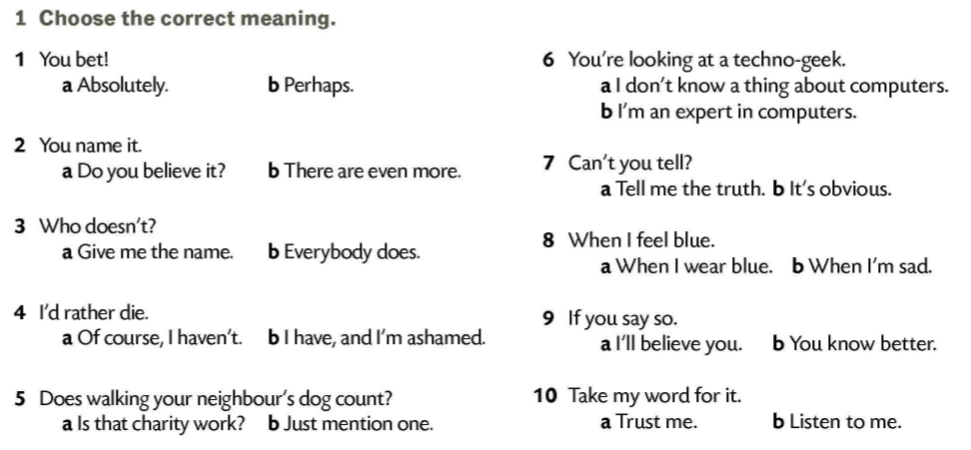 1 Choose the correct meaning.
1 You bet!
a Absolutely. b Perhaps.
2 You name it.
a Do you believe it? b There are even more.
3 Who doesn't?
a Give me the name. b Everybody does.
4 I'd rather die.
a Of course, I haven't. b I have, and I'm ashamed.
5 Does walking your neighbour's dog count?
a Is that charity work? b Just mention one.
6 You're looking at a techno-geek.
a I don't know a thing about computers.
b I'm an expert in computers.
7 Can't you tell?
a Tell me the truth. b It's obvious.
8 When I feel blue.
a When I wear blue. b When I'm sad.
9 If you say so.
a I'll believe you. b You know better.
10 Take my word for it.
a Trust me. b Listen to me.